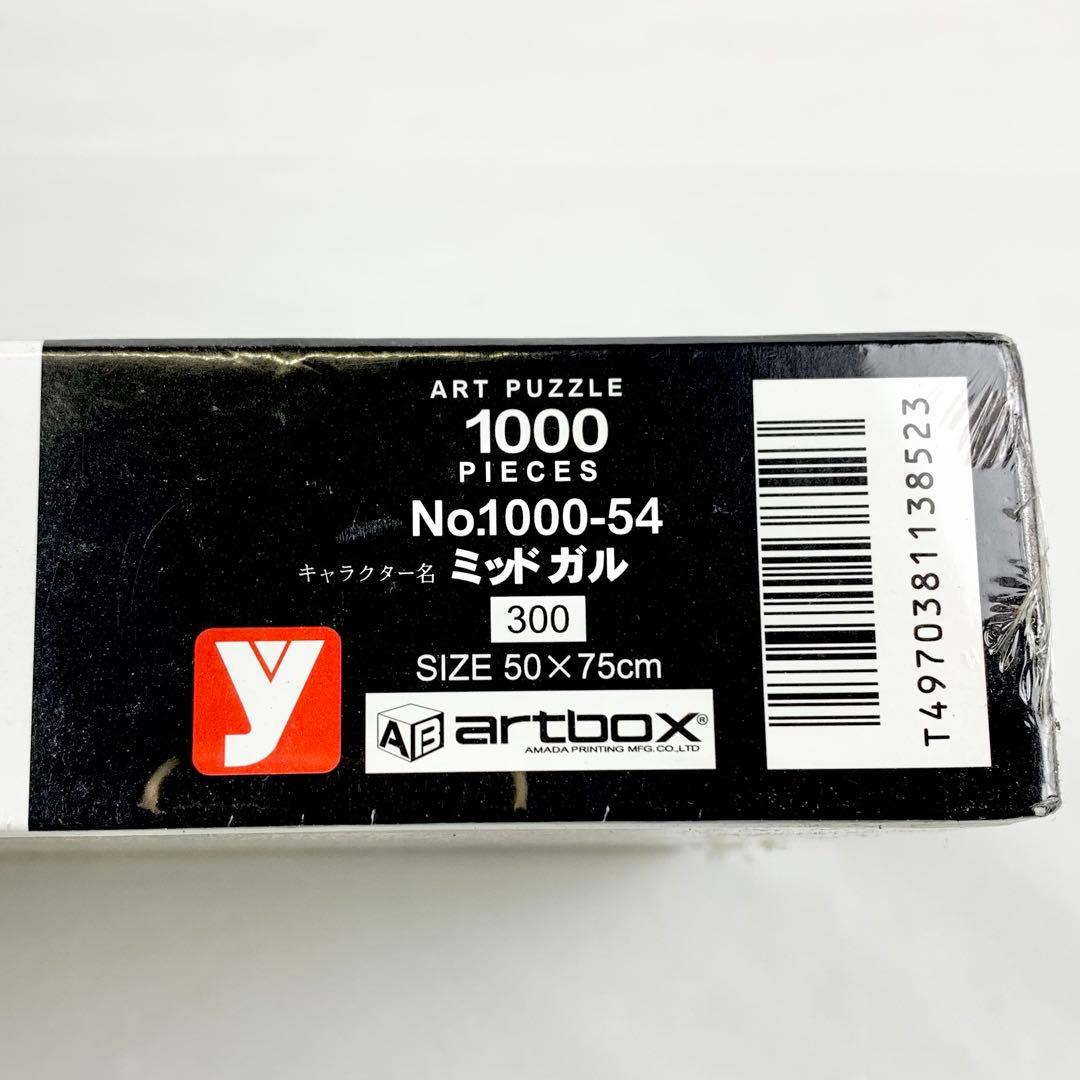 ART PUZZLE
1000
PIECES
No.1000-54
キャラクター名 ミッドガル
300
SIZE 50×75cm
y
AB artbox®
AMADA PRINTING MFG.CO.,LTD
T4970381138523